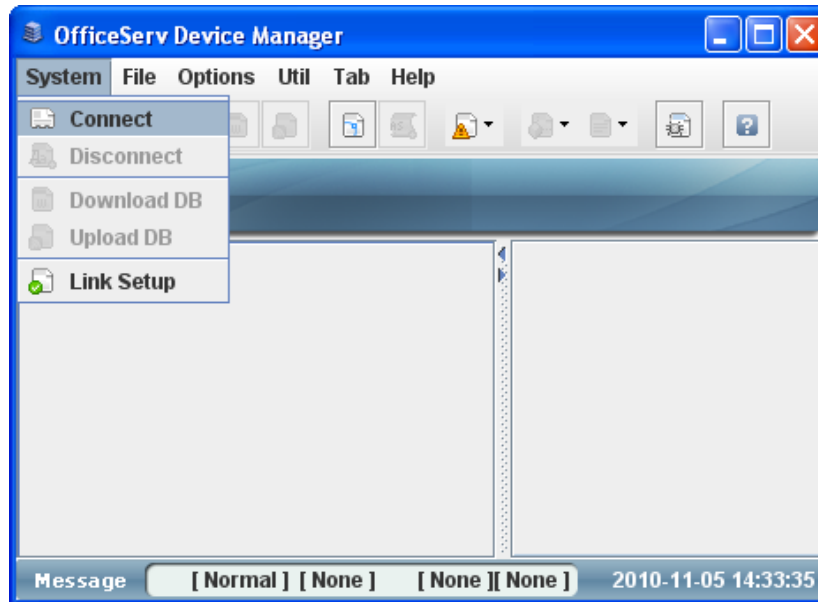 OfficeServ Device Manager
System File Options Util Tab Help
Connect
Disconnect
Download DB
Upload DB
Link Setup
Message [ Normal ] [ None ] [ None ][ None ] 2010-11-05 14:33:35